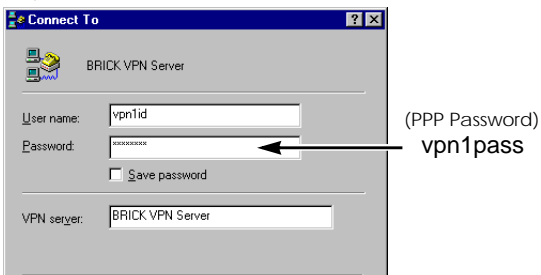 Connect To
BRICK VPN Server
User name: vpn1id
Password: xxxxxxxx
(PPP Password)
vpn1pass
Save password
VPN server: BRICK VPN Server